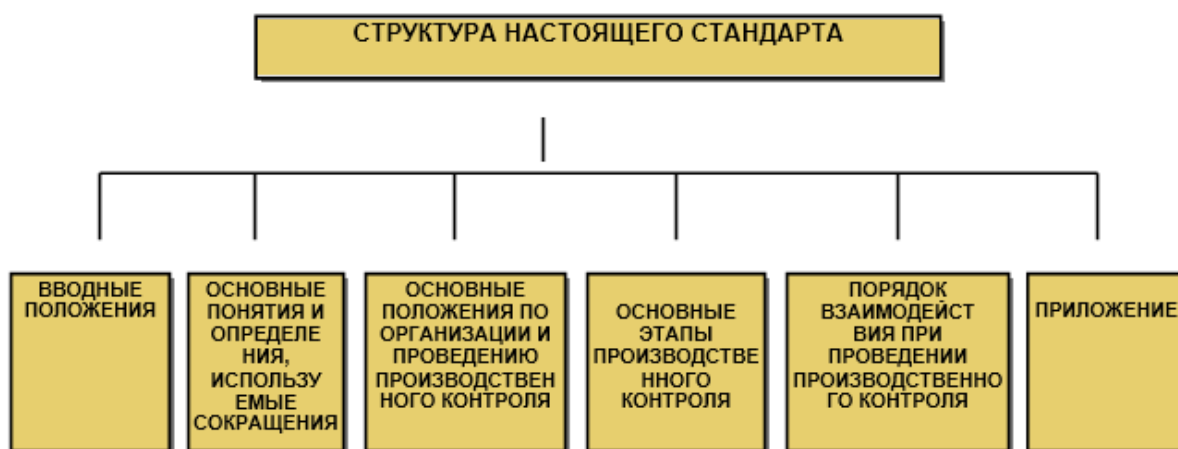 СТРУКТУРА НАСТОЯЩЕГО СТАНДАРТА
ВВОДНЫЕ
ПОЛОЖЕНИЯ
ОСНОВНЫЕ
ПОНЯТИЯ И
ОПРЕДЕЛЕ
НИЯ,
ИСПОЛЬЗУ
ЕМЫЕ
СОКРАЩЕНИЯ
ОСНОВНЫЕ
ПОЛОЖЕНИЯ ПО
ОРГАНИЗАЦИИ И
ПРОВЕДЕНИЮ
ПРОИЗВОДСТВЕН
НОГО КОНТРОЛЯ
ОСНОВНЫЕ
ЭТАПЫ
ПРОИЗВОДСТВЕ
ННОГО
КОНТРОЛЯ
ПОРЯДОК
ВЗАИМОДЕЙСТ
ВИЯ ПРИ
ПРОВЕДЕНИИ
ПРОИЗВОДСТВЕННО
ГО КОНТРОЛЯ
ПРИЛОЖЕНИЕ